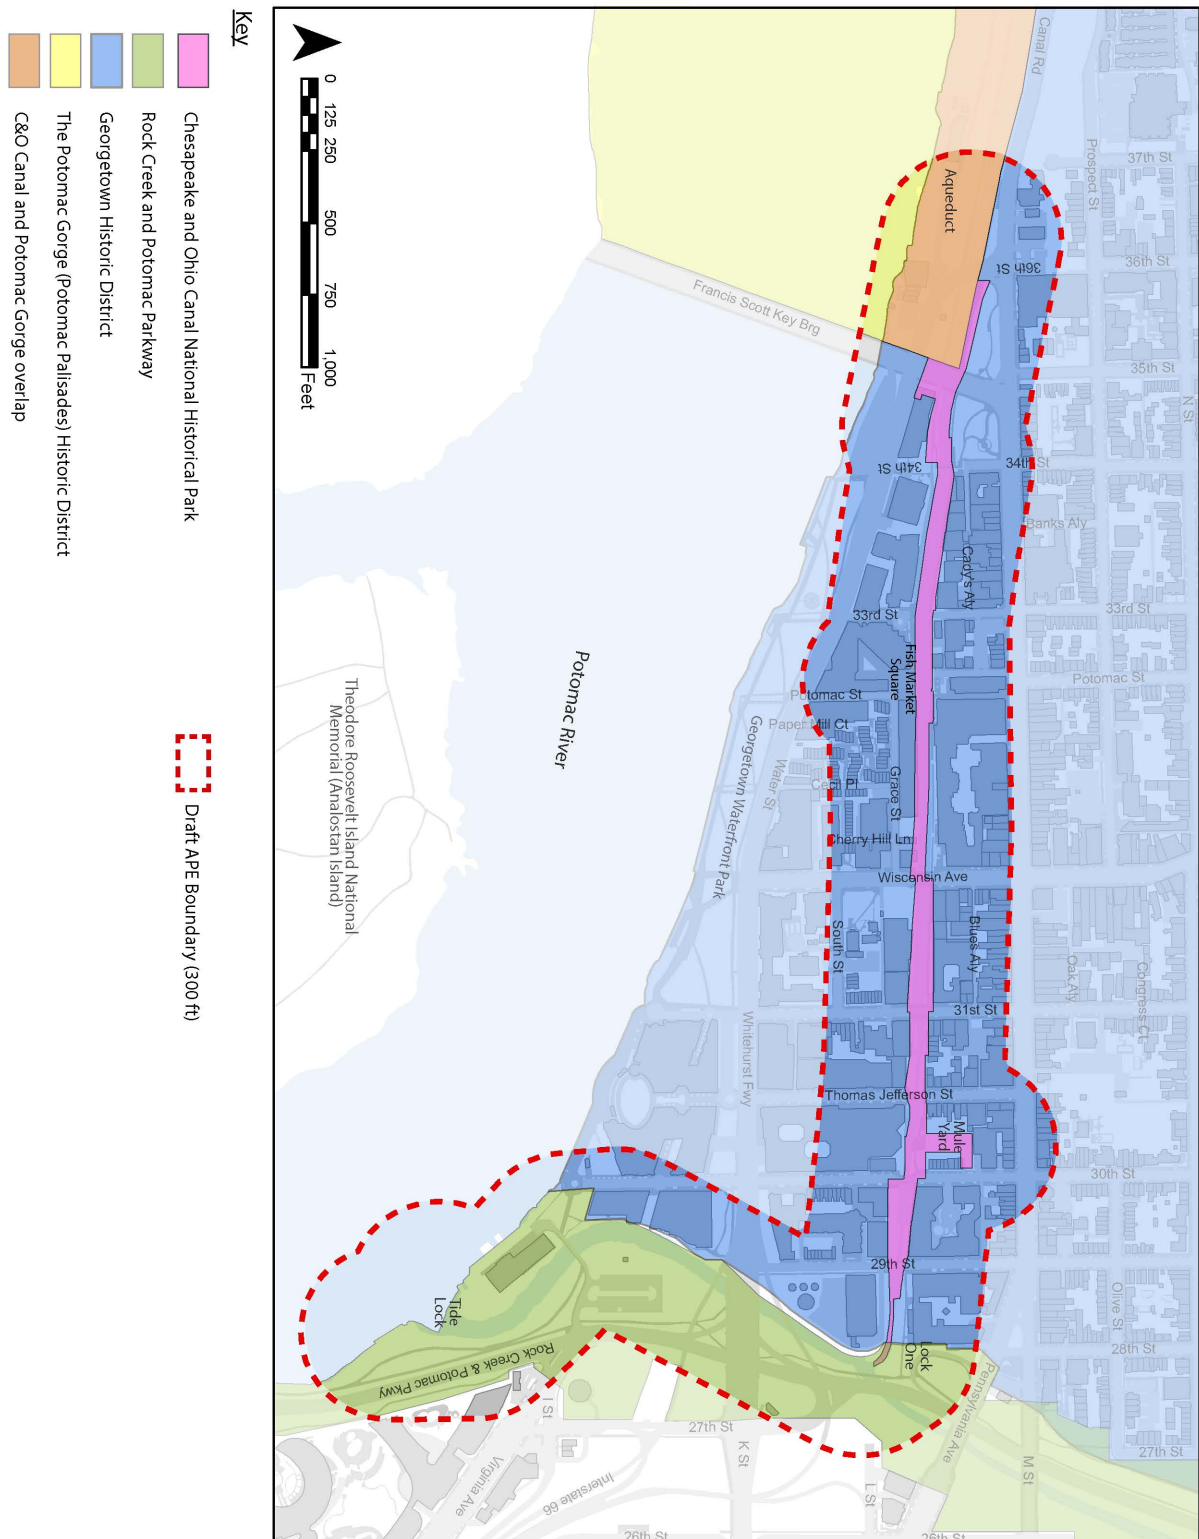 Key
Chesapeake and Ohio Canal National Historical Park
Rock Creek and Potomac Parkway
Georgetown Historic District
The Potomac Gorge (Potomac Palisades) Historic District
C&O Canal and Potomac Gorge overlap
Draft APE Boundary (300 ft)
0 125 250 500 750 1,000
Feet
Canal Rd
Prospect St
37th St
36th St
36th St
35th St
N St
34th St
34th St
Banks Aly
33rd St
33rd St
Potomac St
Potomac St
Aqueduct
Francis Scott Key Brg
Cady's Aly
Fish Market
Square
Paper Mill Ct
Cecil Pl
Grace St
Cherry Hill Ln
Wisconsin Ave
Water St
Georgetown Waterfront Park
Potomac River
Theodore Roosevelt Island National
Memorial (Analostan Island)
South St
Blues Aly
Oak Aly
Congress Ct
31st St
Whitehurst Fwy
Thomas Jefferson St
Mule
Yard
30th St
29th St
Olive St
28th St
Lock
One
Tide
Lock
Rock Creek & Potomac Pkwy
Pennsylvania Ave
M St
27th St
27th St
I St
K St
L St
Virginia Ave
Interstate 66
26th St
26th St